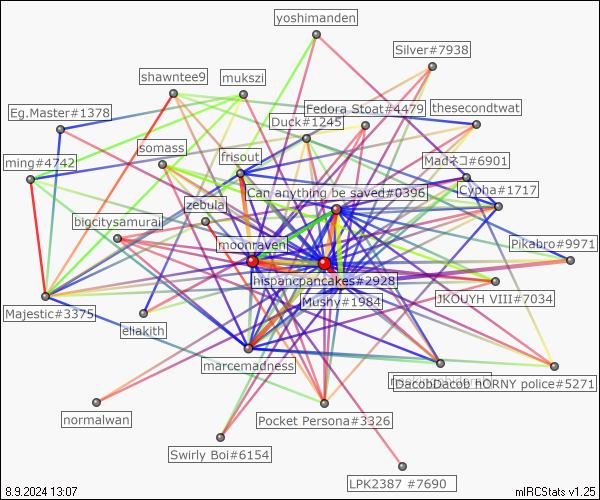 yoshimanden
Silver#7938
shawntee9
mukszi
Eg.Master#1378
Fedora Stoat#4479
thesecondtwat
Duck#1245
somass
frisout
ming#4742
Madネコ#6901
Can anything be saved#0396
Cypha#1717
zebula
bigcitysamurai
moonraven
Pikabro#9971
hispancpancakes#2928
Mushy#1984
JKOUYH VIII#7034
Majestic#3375
eliakith
marcemadness
DacobDacob
hORNY police#5271
normalwan
Pocket Persona#3326
Swirly Boi#6154
LPK2387 #7690
8.9.2024 13:07
mIRCStats v1.25